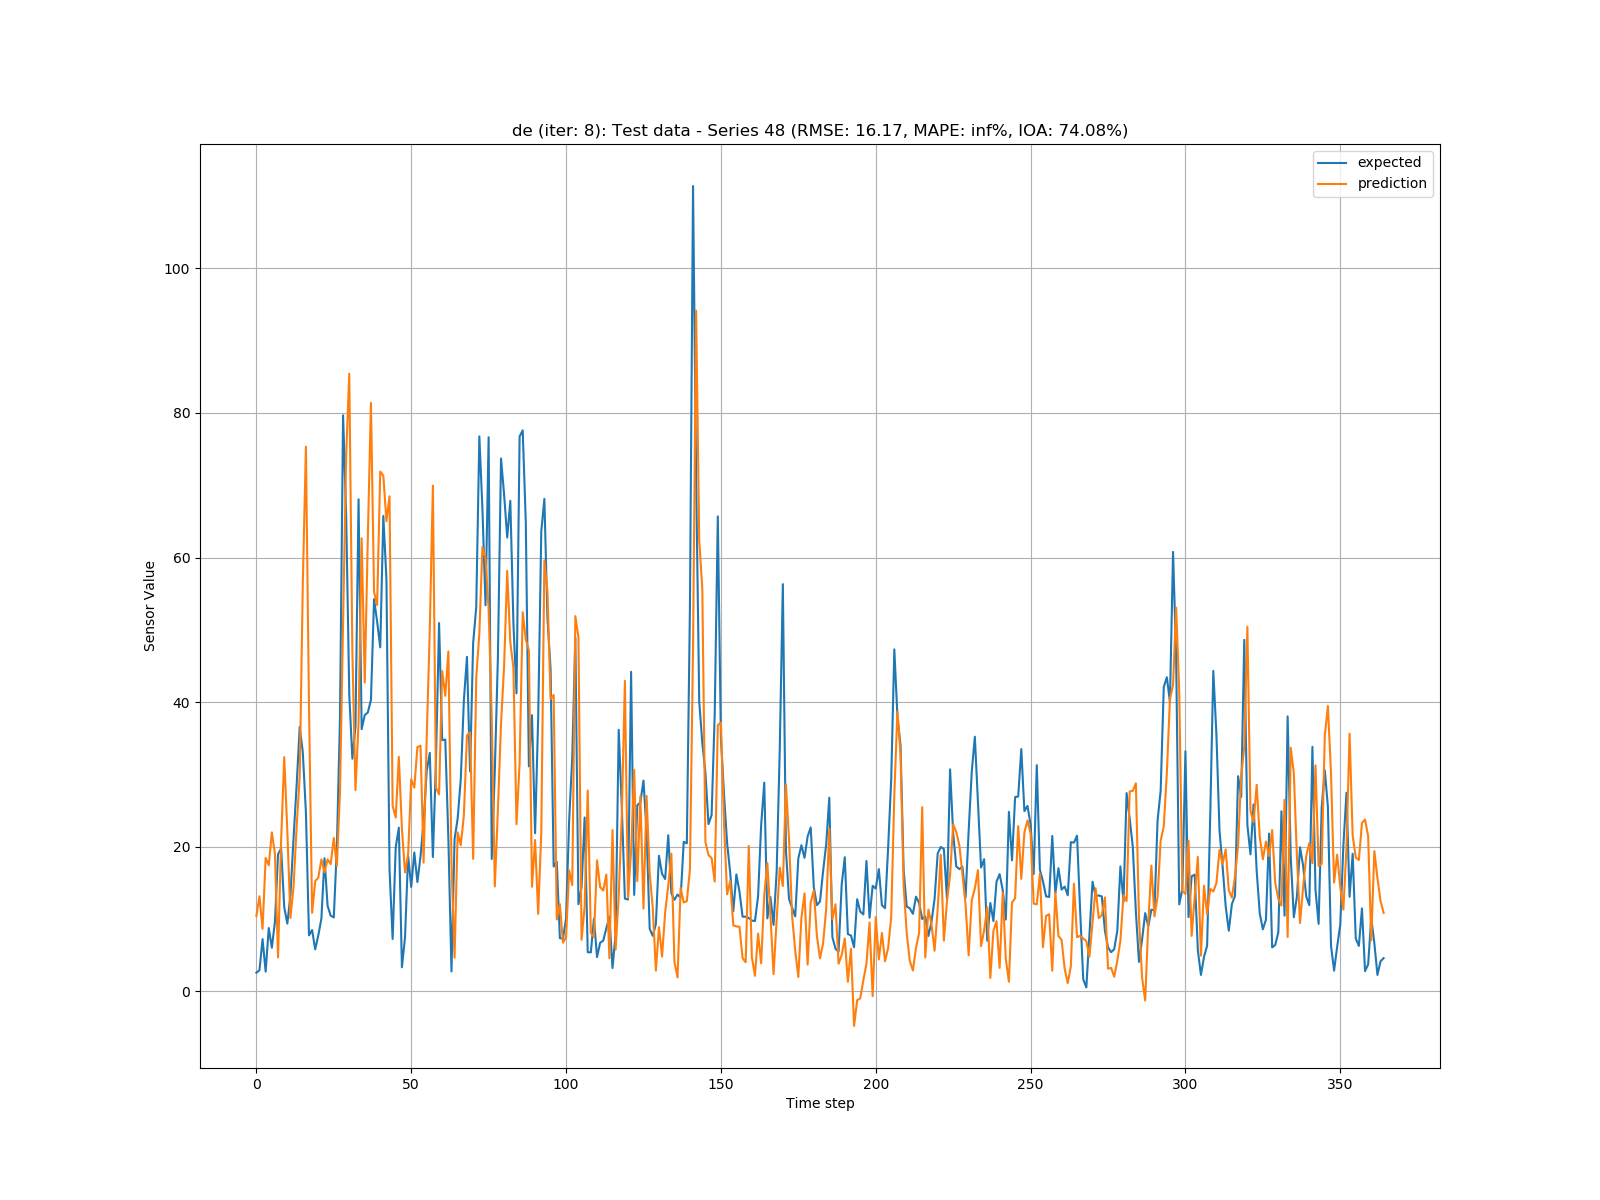 de (iter: 8): Test data - Series 48 (RMSE: 16.17, MAPE: inf%, IOA: 74.08%)
expected
prediction
Sensor Value
100
80
60
40
20
0
0 50 100 150 200 250 300 350
Time step